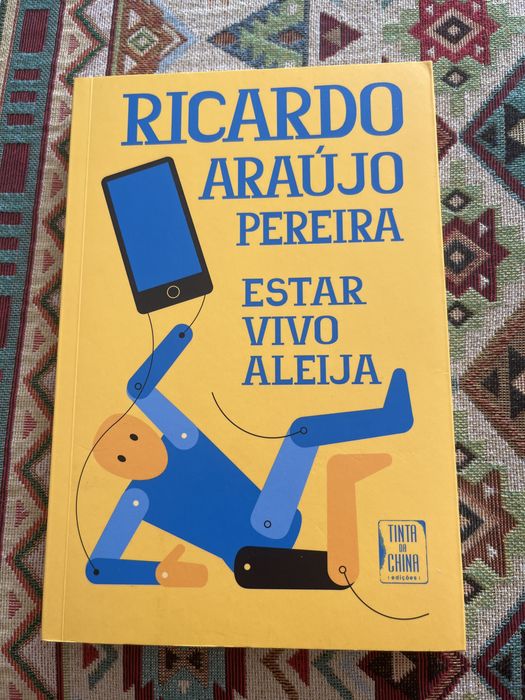 RICARDO
ARAÚJO
PEREIRA
ESTAR
VIVO
ALEIJA
TINTA
DA
CHINA
edições